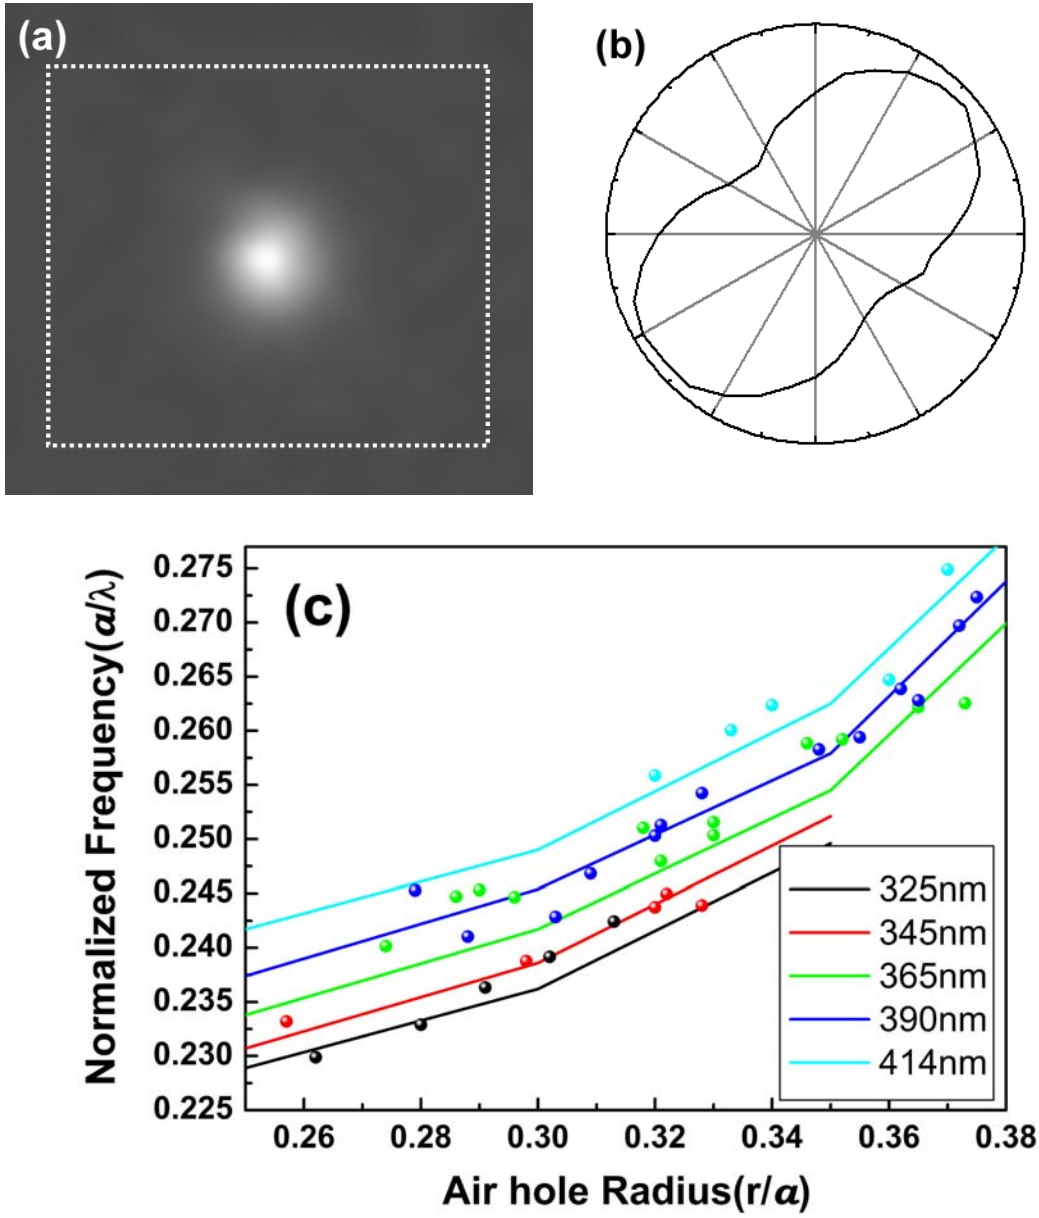 (a)
(b)
(c)
Normalized Frequency(a/λ)
0.275
0.270
0.265
0.260
0.255
0.250
0.245
0.240
0.235
0.230
0.225
325nm
345nm
365nm
390nm
414nm
0.26 0.28 0.30 0.32 0.34 0.36 0.38
Air hole Radius(r/a)